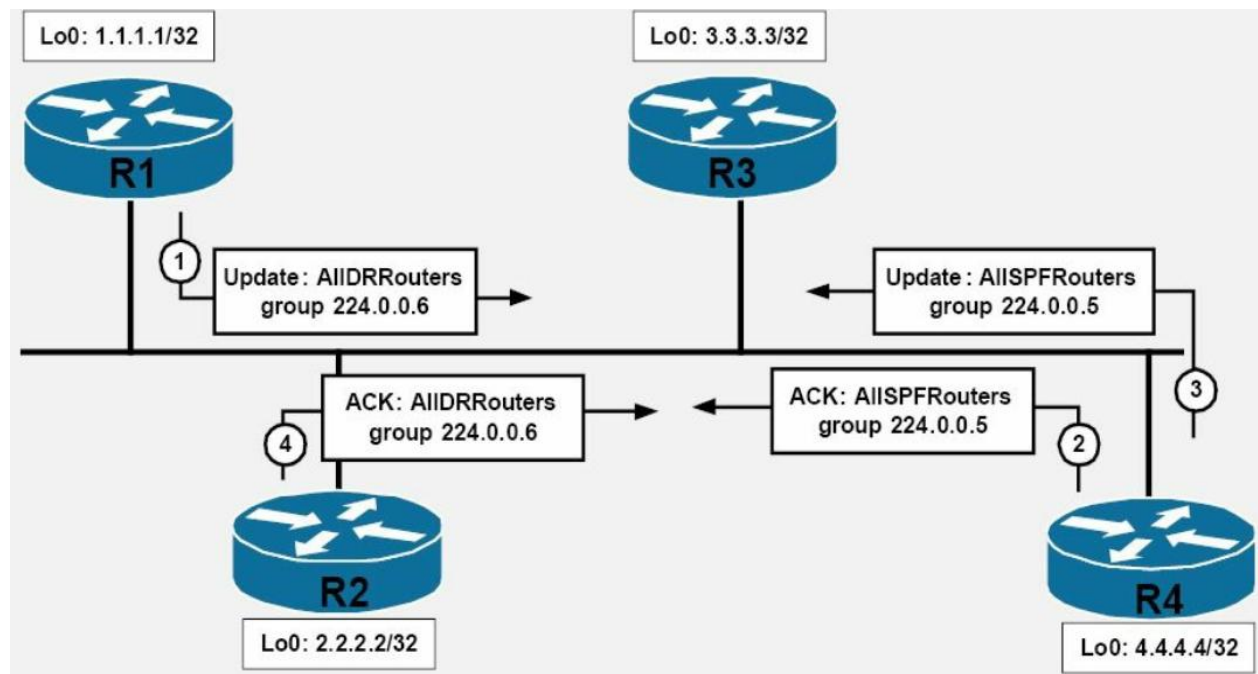 Lo0: 1.1.1.1/32
Lo0: 3.3.3.3/32
R1
R3
1
Update: AllDRRouters
group 224.0.0.6
Update: AllSPFRouters
group 224.0.0.5
3
ACK: AllDRRouters
group 224.0.0.6
4
ACK: AllSPFRouters
group 224.0.0.5
2
R2
R4
Lo0: 2.2.2.2/32
Lo0: 4.4.4.4/32